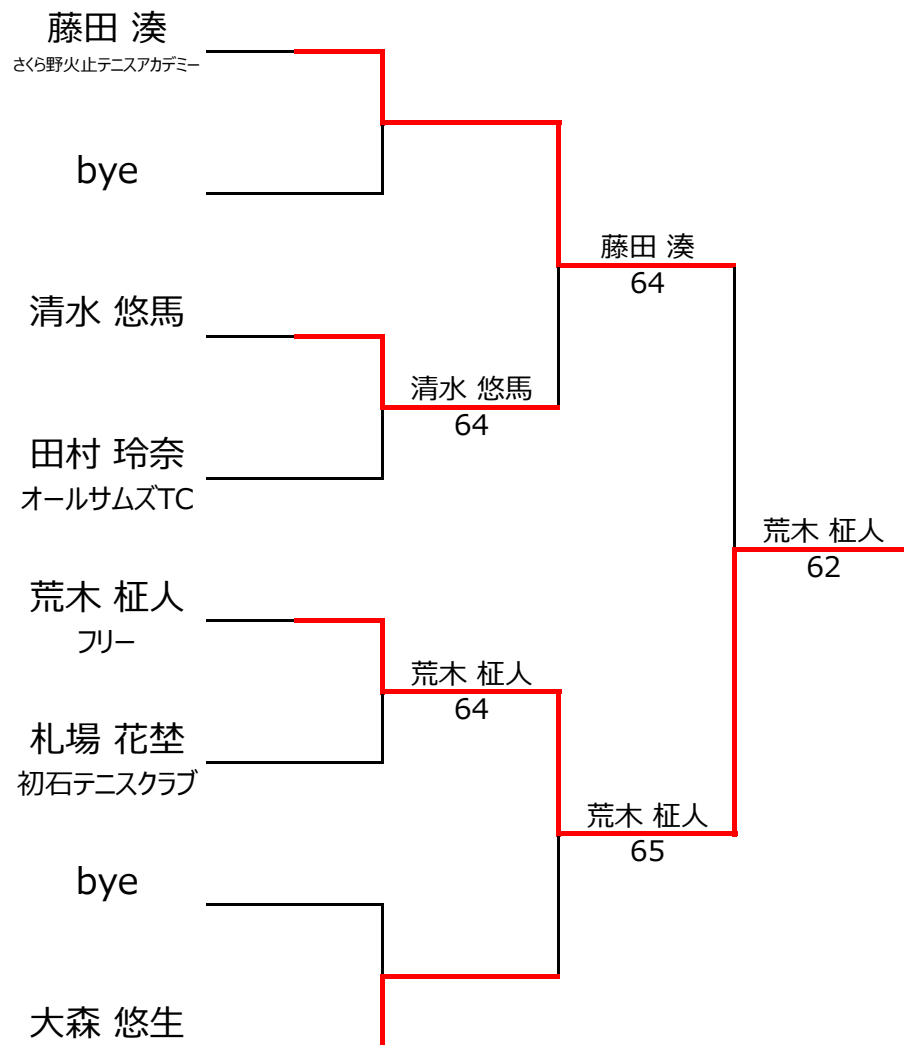 藤田 湊
さくら野火止テニスアカデミー
bye
藤田 湊
64
清水 悠馬
清水 悠馬
64
田村 玲奈
オールサムズTC
荒木 柾人
62
荒木 柾人
フリー
荒木 柾人
64
札場 花埜
初石テニスクラブ
荒木 柾人
65
bye
大森 悠生